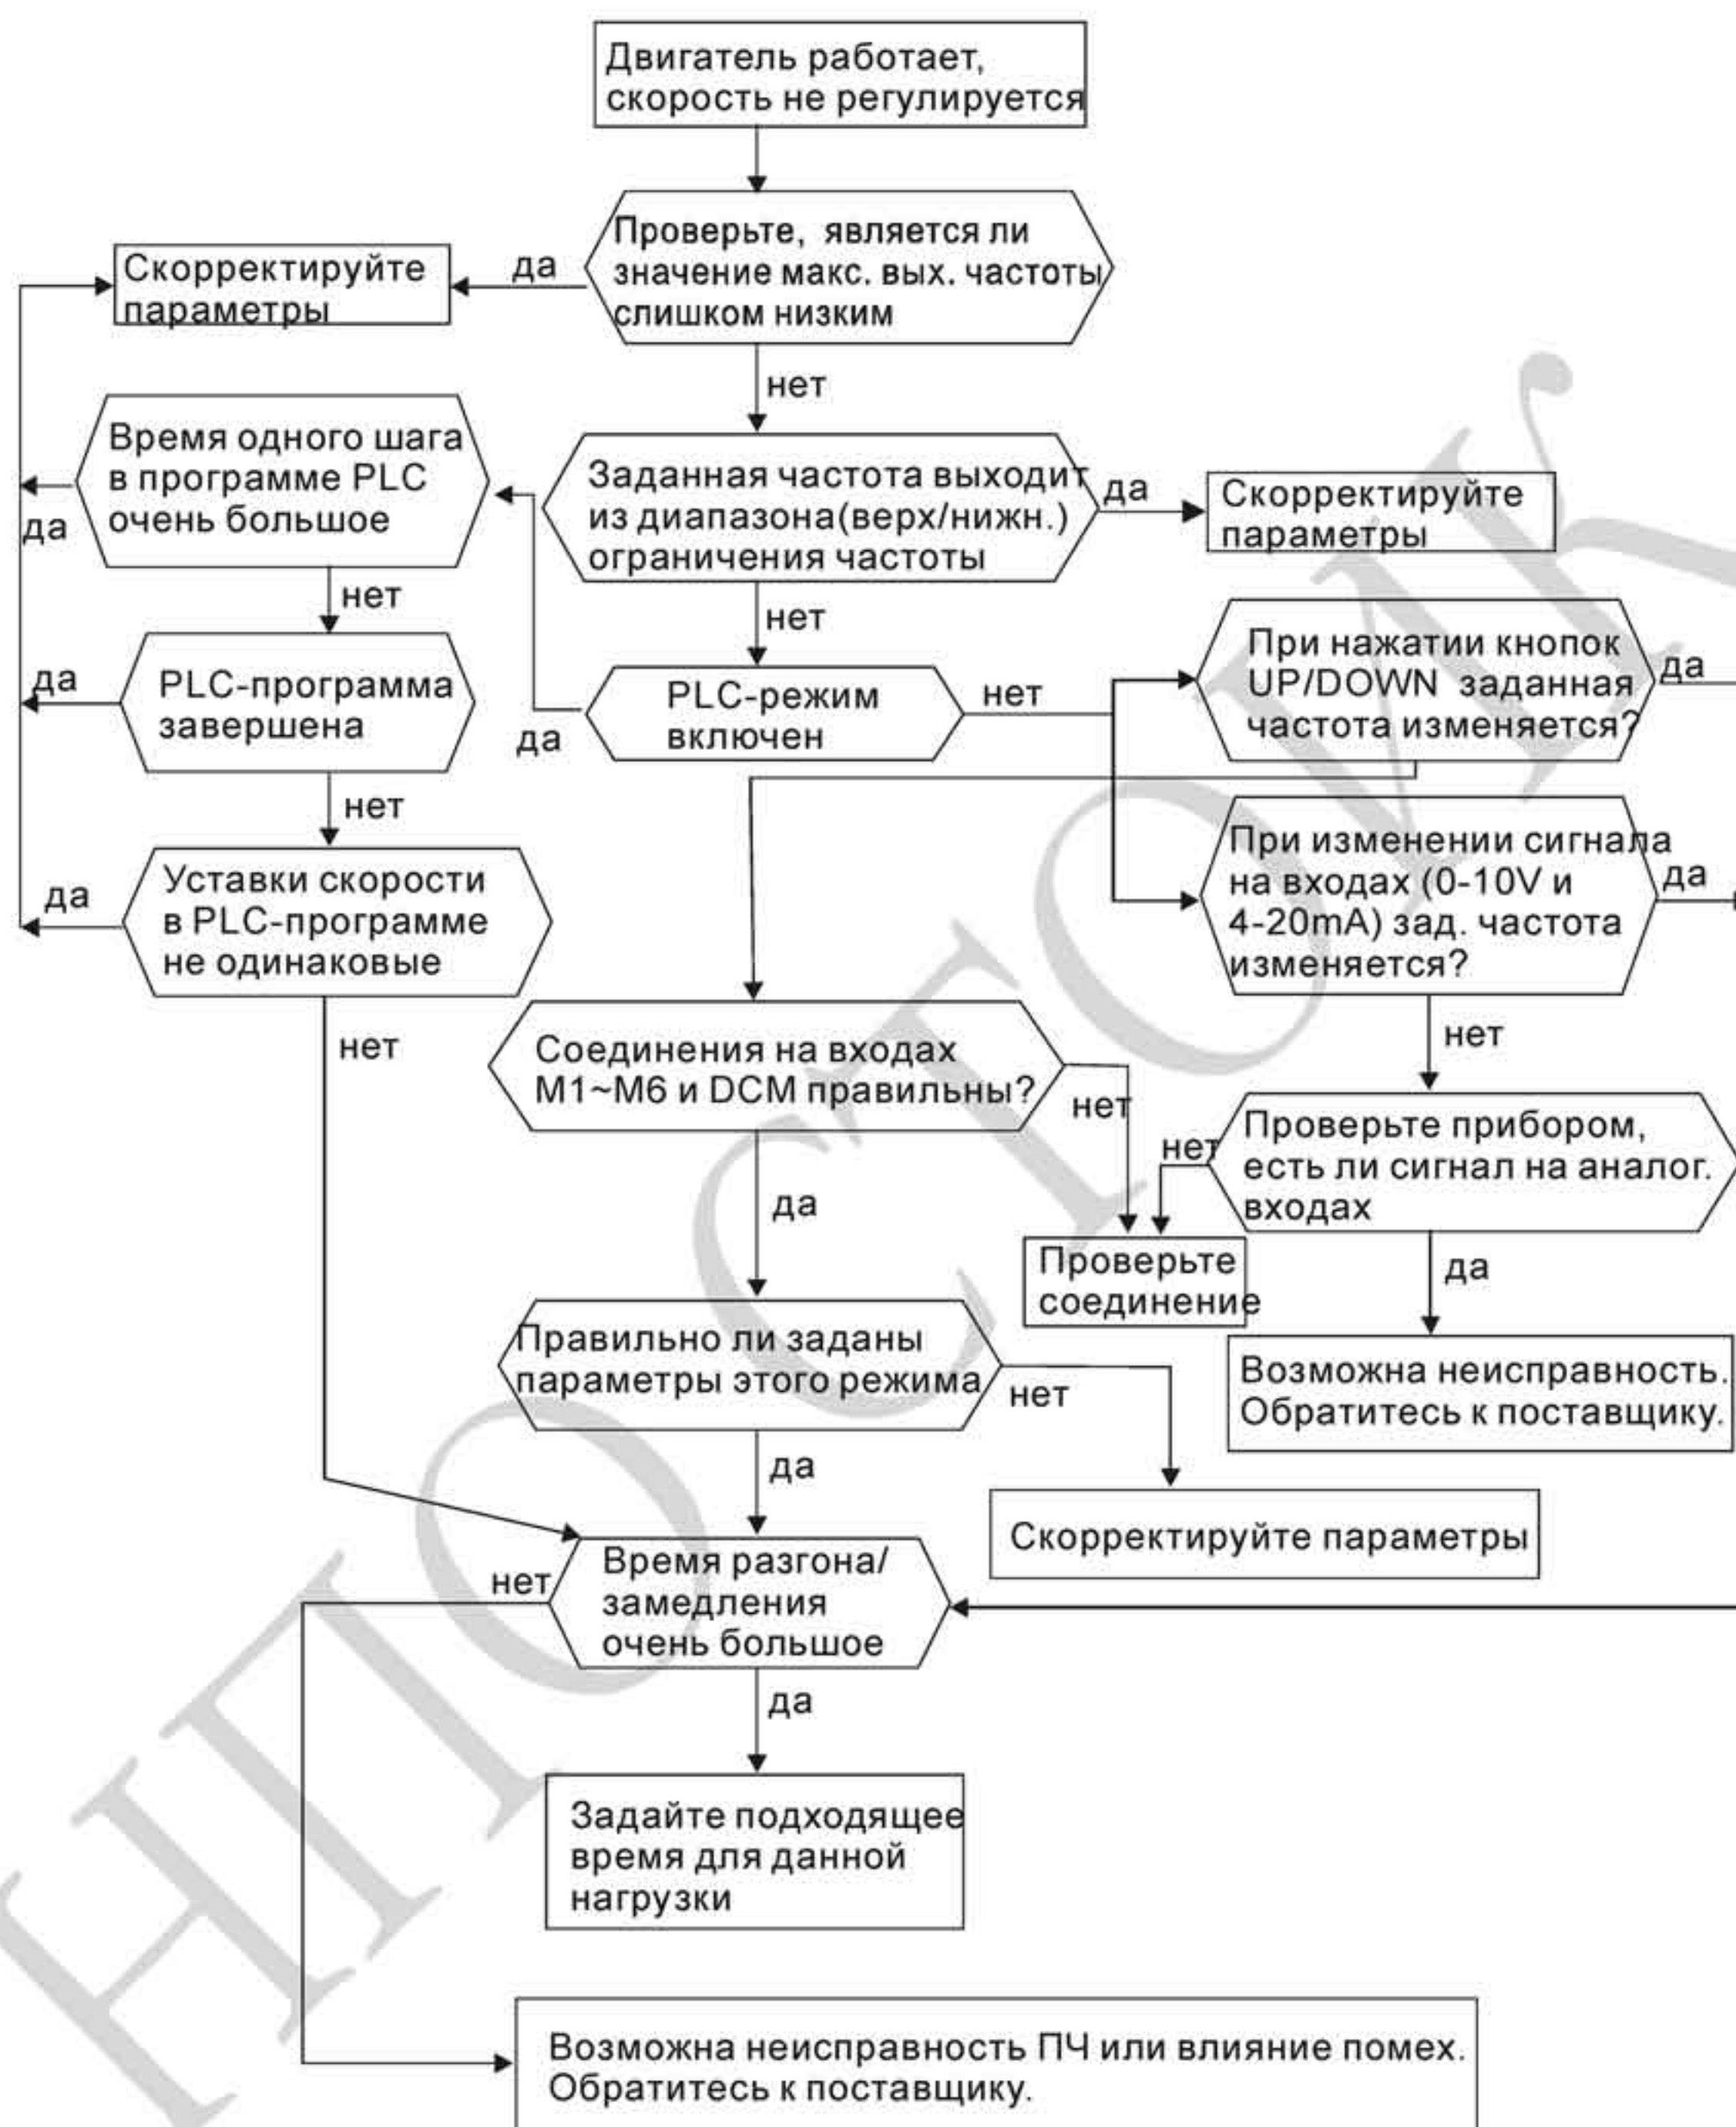 Двигатель работает,
скорость не регулируется
Проверьте, является ли
значение макс. вых. частоты
слишком низким
да
Скорректируйте
параметры
нет
Время одного шага
в программе PLC
очень большое
да
Заданная частота выходит
из диапазона(верх/нижн.)
ограничения частоты
да
Скорректируйте
параметры
нет
нет
PLC-программа
завершена
да
PLC-режим
включен
да
нет
При нажатии кнопок
UP/DOWN заданная
частота изменяется?
да
нет
Уставки скорости
в PLC-программе
не одинаковые
да
При изменении сигнала
на входах (0-10V и
4-20mA) зад. частота
изменяется?
да
нет
нет
Соединения на входах
M1~M6 и DCM правильны?
нет
Проверьте прибором,
есть ли сигнал на аналог.
входах
нет
да
Проверьте
соединение
да
Возможна неисправность.
Обратитесь к поставщику.
Правильно ли заданы
параметры этого режима
нет
да
Скорректируйте параметры
Время разгона/
замедления
очень большое
нет
да
Задайте подходящее
время для данной
нагрузки
Возможна неисправность ПЧ или влияние помех.
Обратитесь к поставщику.
НПО СТОИК